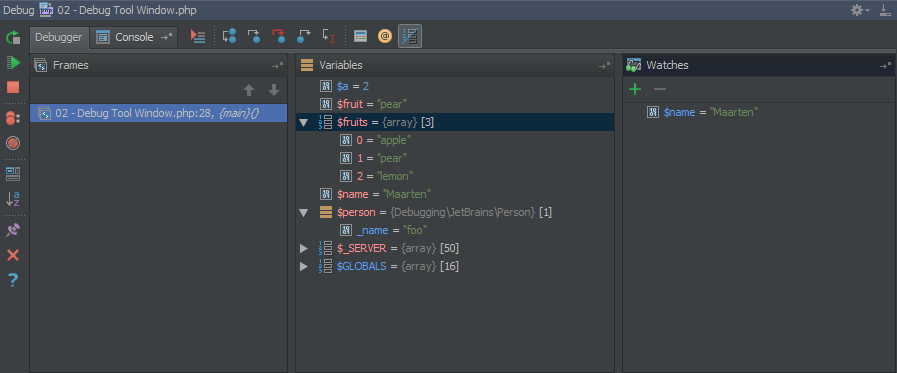 Debug 02 - Debug Tool Window.php
Debugger Console
Frames
02 - Debug Tool Window.php:28, {main}()
Variables
$a = 2
$fruit = "pear"
$fruits = {array} [3]
0 = "apple"
1 = "pear"
2 = "lemon"
$name = "Maarten"
$person = {Debugging\JetBrains\Person} [1]
_name = "foo"
$_SERVER = {array} [50]
$GLOBALS = {array} [16]
Watches
$name = "Maarten"